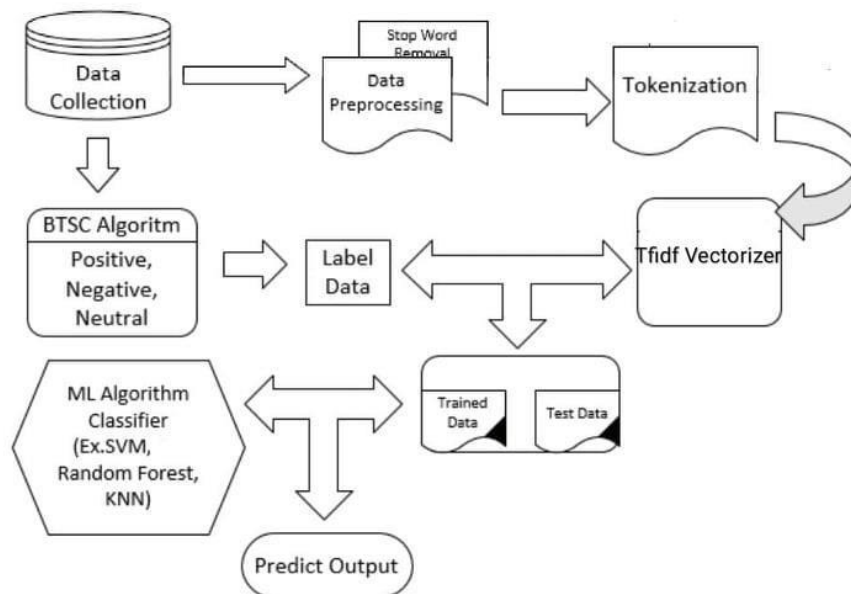 Data
Collection
Stop Word
Removal
Data
Preprocessing
Tokenization
BTSC Algoritm
Positive,
Negative,
Neutral
Label
Data
Tfidf Vectorizer
ML Algorithm
Classifier
(Ex.SVM,
Random Forest,
KNN)
Trained
Data
Test Data
Predict Output